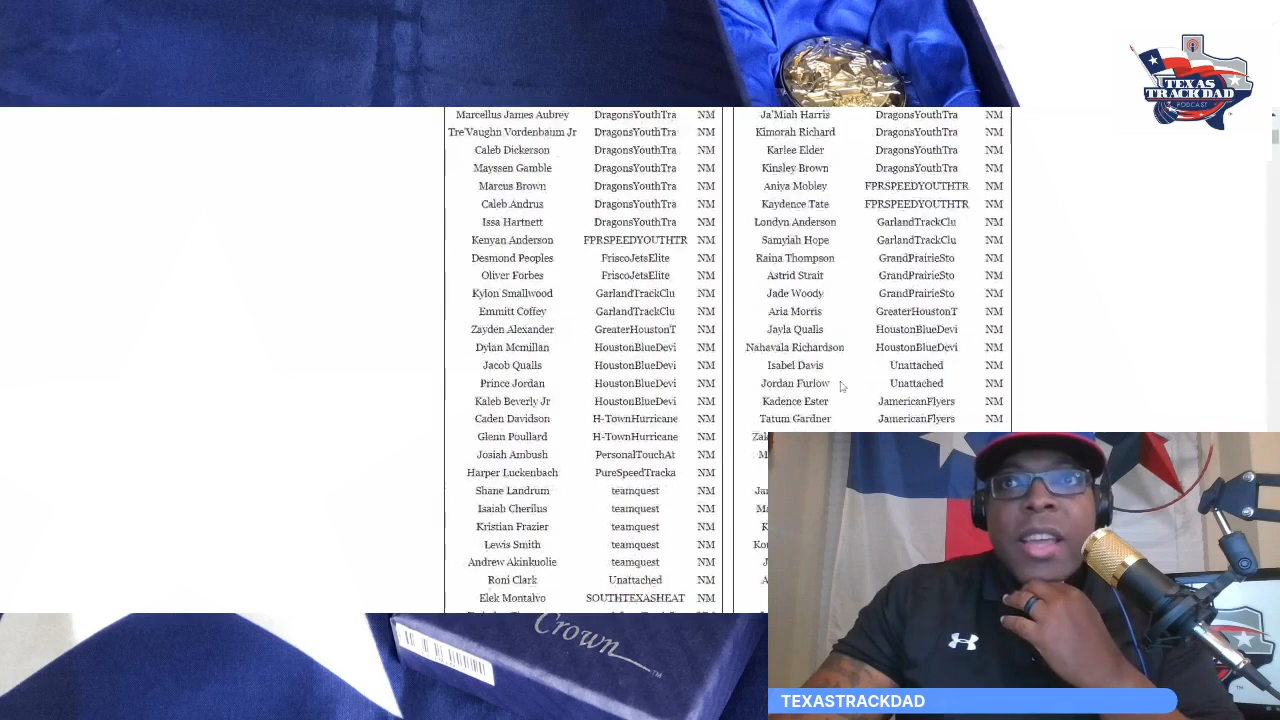 TEXAS
TRACK DAD
PODCAST
Marcellus James Aubrey DragonsYouthTra NM
Tre'Vaughn Vordenbaum Jr DragonsYouthTra NM
Caleb Dickerson DragonsYouthTra NM
Mayssen Gamble DragonsYouthTra NM
Marcus Brown DragonsYouthTra NM
Caleb Andrus DragonsYouthTra NM
Issa Hartnett DragonsYouthTra NM
Kenyan Anderson FPRSPEEDYOUTHTR NM
Desmond Peoples FriscoJetsElite NM
Oliver Forbes FriscoJetsElite NM
Kylon Smallwood GarlandTrackClu NM
Emmitt Coffey GarlandTrackClu NM
Zayden Alexander GreaterHoustonT NM
Dylan Mcmillan HoustonBlueDevi NM
Jacob Qualls HoustonBlueDevi NM
Prince Jordan HoustonBlueDevi NM
Kaleb Beverly Jr HoustonBlueDevi NM
Caden Davidson H-TownHurricane NM
Glenn Poullard H-TownHurricane NM
Josiah Ambush PersonalTouchAt NM
Harper Luckenbach PureSpeedTracka NM
Shane Landrum teamquest NM
Isaiah Cherilus teamquest NM
Kristian Frazier teamquest NM
Lewis Smith teamquest NM
Andrew Akinkuolie teamquest NM
Roni Clark Unattached NM
Elek Montalvo SOUTHTEXASHEAT NM
Ja'Miah Harris DragonsYouthTra NM
Kimorah Richard DragonsYouthTra NM
Karlee Elder DragonsYouthTra NM
Kinsley Brown DragonsYouthTra NM
Aniya Mobley FPRSPEEDYOUTHTR NM
Kaydence Tate FPRSPEEDYOUTHTR NM
Londyn Anderson GarlandTrackClu NM
Samyiah Hope GarlandTrackClu NM
Raina Thompson GrandPrairieSto NM
Astrid Strait GrandPrairieSto NM
Jade Woody GrandPrairieSto NM
Aria Morris GreaterHoustonT NM
Jayla Qualls HoustonBlueDevi NM
Nahavala Richardson HoustonBlueDevi NM
Isabel Davis Unattached NM
Jordan Furlow Unattached NM
Kadence Ester JamericanFlyers NM
Tatum Gardner JamericanFlyers NM
Crown™
TEXASTRACKDAD